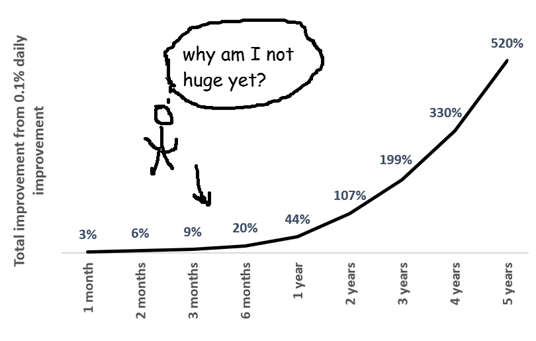 why am I not
huge yet?
Total improvement from 0.1% daily
improvement
3%
6%
9%
20%
44%
107%
199%
330%
520%
1 month
2 months
3 months
6 months
1 year
2 years
3 years
4 years
5 years